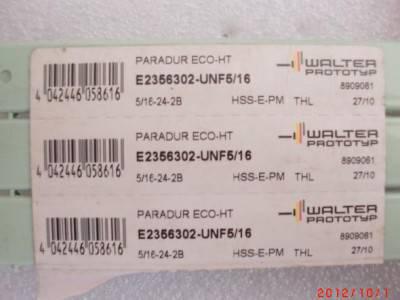 PARADUR ECO-HT
WALTER
PROTOTYP
E2356302-UNF5/16
8909061
4 042446 058616
5/16-24-2B HSS-E-PM THL 27/10
PARADUR ECO-HT
WALTER
PROTOTYP
E2356302-UNF5/16
8909061
4 042446 058616
5/16-24-2B HSS-E-PM THL 27/10
PARADUR ECO-HT
WALTER
PROTOTYP
E2356302-UNF5/16
8909061
4 042446 058616
5/16-24-2B HSS-E-PM THL 27/10
2012/10/1